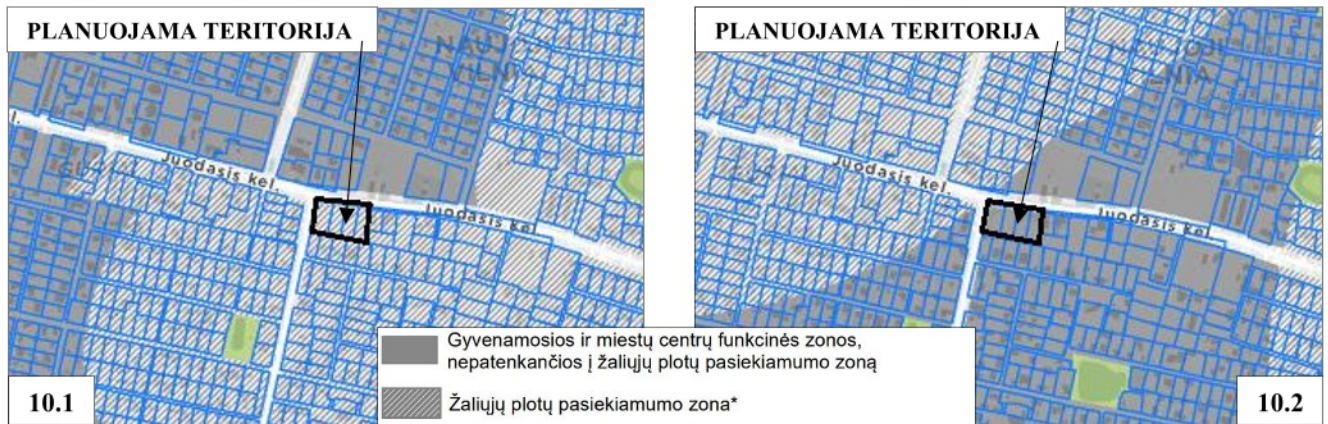 PLANUOJAMA TERITORIJA
Juodasis kel.
Juodasis kel.
10.1
PLANUOJAMA TERITORIJA
Juodasis kel.
Juodasis kel
10.2
Gyvenamosios ir miestų centrų funkcinės zonos,
nepatenkančios į žaliųjų plotų pasiekiamumo zoną
Žaliųjų plotų pasiekiamumo zona*